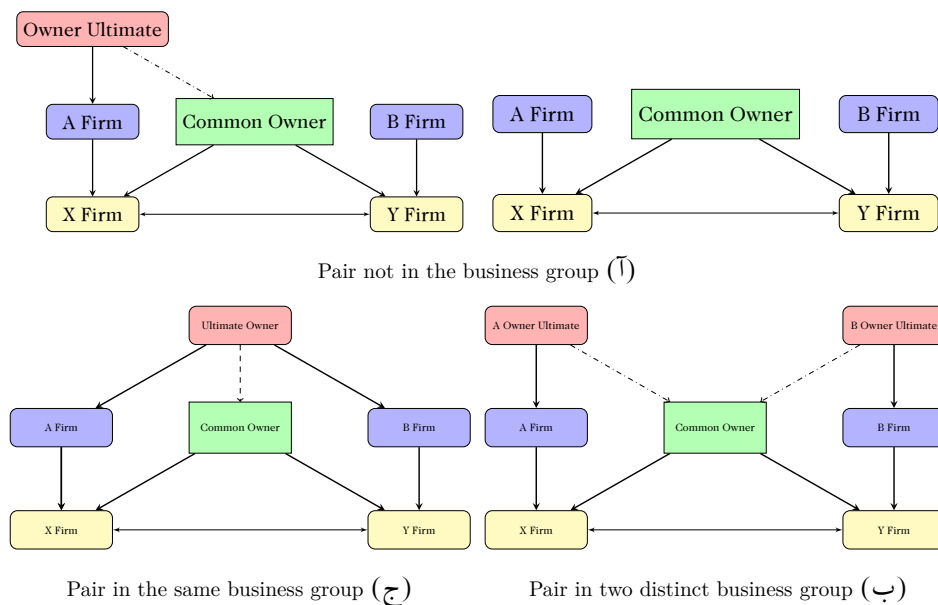 Owner Ultimate
A Firm
Common Owner
B Firm
X Firm
Y Firm
A Firm
Common Owner
B Firm
X Firm
Y Firm
Pair not in the business group (آ)
Ultimate Owner
A Firm
Common Owner
B Firm
X Firm
Y Firm
Pair in the same business group (ج)
A Owner Ultimate
B Owner Ultimate
A Firm
Common Owner
B Firm
X Firm
Y Firm
Pair in two distinct business group (ب)